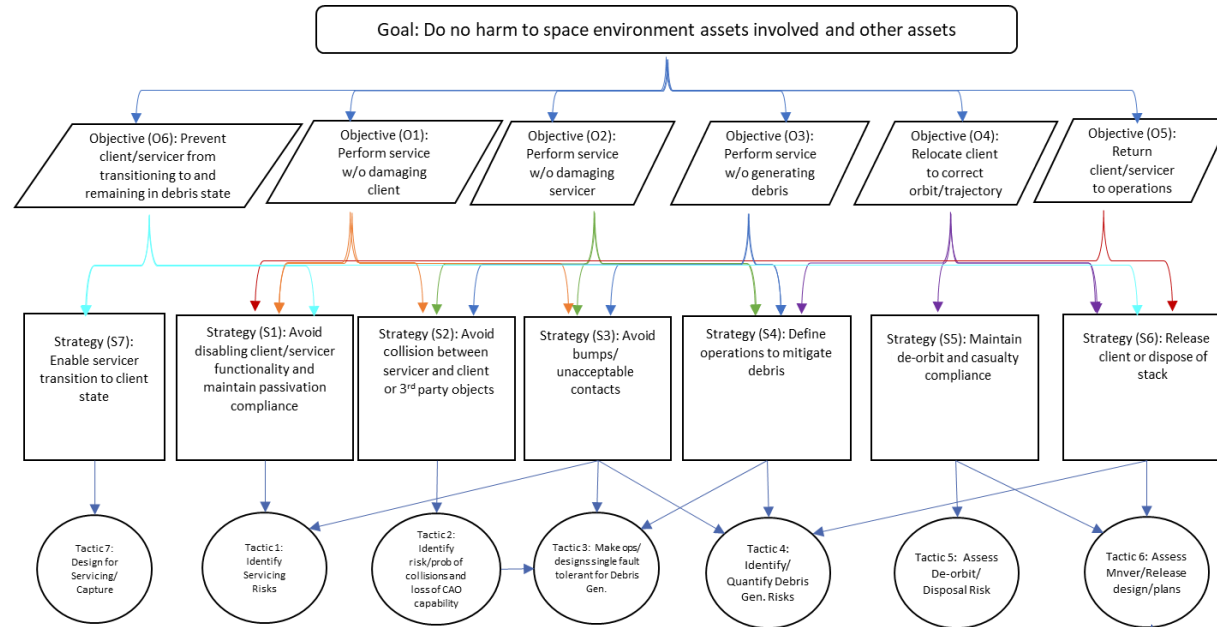 Goal: Do no harm to space environment assets involved and other assets
Objective (O6): Prevent
client/servicer from
transitioning to and
remaining in debris state
Objective (O1):
Perform service
w/o damaging
client
Objective (O2):
Perform service
w/o damaging
servicer
Objective (O3):
Perform service
w/o generating
debris
Objective (O4):
Relocate client
to correct
orbit/trajectory
Objective (O5):
Return
client/servicer
to operations
Strategy (S7):
Enable servicer
transition to client
state
Strategy (S1): Avoid
disabling client/servicer
functionality and
maintain passivation
compliance
Strategy (S2): Avoid
collision between
servicer and client
or 3rd party objects
Strategy (S3): Avoid
bumps/
unacceptable
contacts
Strategy (S4): Define
operations to mitigate
debris
Strategy (S5): Maintain
de-orbit and casualty
compliance
Strategy (S6): Release
client or dispose of
stack
Tactic 7:
Design for
Servicing/
Capture
Tactic 1:
Identify
Servicing
Risks
Tactic 2:
Identify
risk/prob of
collisions and
loss of CAO
capability
Tactic 3: Make ops/
designs single fault
tolerant for Debris
Gen.
Tactic 4:
Identify/
Quantify Debris
Gen. Risks
Tactic 5: Assess
De-orbit/
Disposal Risk
Tactic 6: Assess
Mnver/Release
design/plans